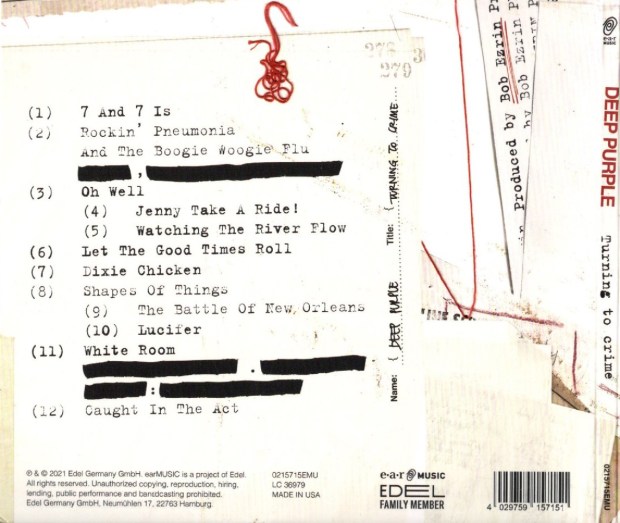 (1) 7 And 7 Is
(2) Rockin' Pneumonia
And The Boogie Woogie Flu
(3) Oh Well
(4) Jenny Take A Ride!
(5) Watching The River Flow
(6) Let The Good Times Roll
(7) Dixie Chicken
(8) Shapes Of Things
(9) The Battle Of New Orleans
(10) Lucifer
(11) White Room
(12) Caught In The Act
279
Name: DEEP PURPLE Title: TURNING TO CRIME
Produced by Bob Ezrin
by Bob Ezrin
ear MUSIC
DEEP PURPLE
Turning to crime
0215715EMU
℗ & © 2021 Edel Germany GmbH. earMUSIC is a project of Edel.
All rights reserved. Unauthorized copying, reproduction, hiring,
lending, public performance and banedcasting prohibited.
Edel Germany GmbH, Neumühlen 17, 22763 Hamburg.
0215715EMU
LC 36979
MADE IN USA
e·a·r MUSIC
EDEL
FAMILY MEMBER
4 029759 157151